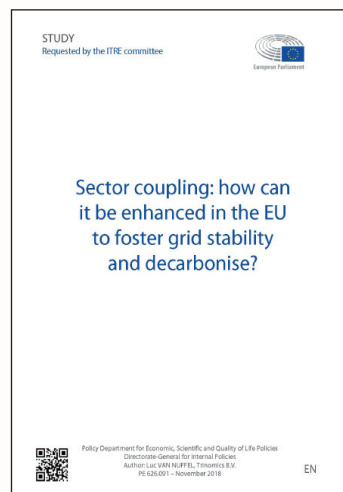 STUDY
Requested by the ITRE committee
European Parliament
Sector coupling: how can
it be enhanced in the EU
to foster grid stability
and decarbonise?
Policy Department for Economic, Scientific and Quality of Life Policies
Directorate-General for Internal Policies
Author: Luc VAN NUFFEL, Trinomics B.V.
PE 626.091 – November 2018
EN